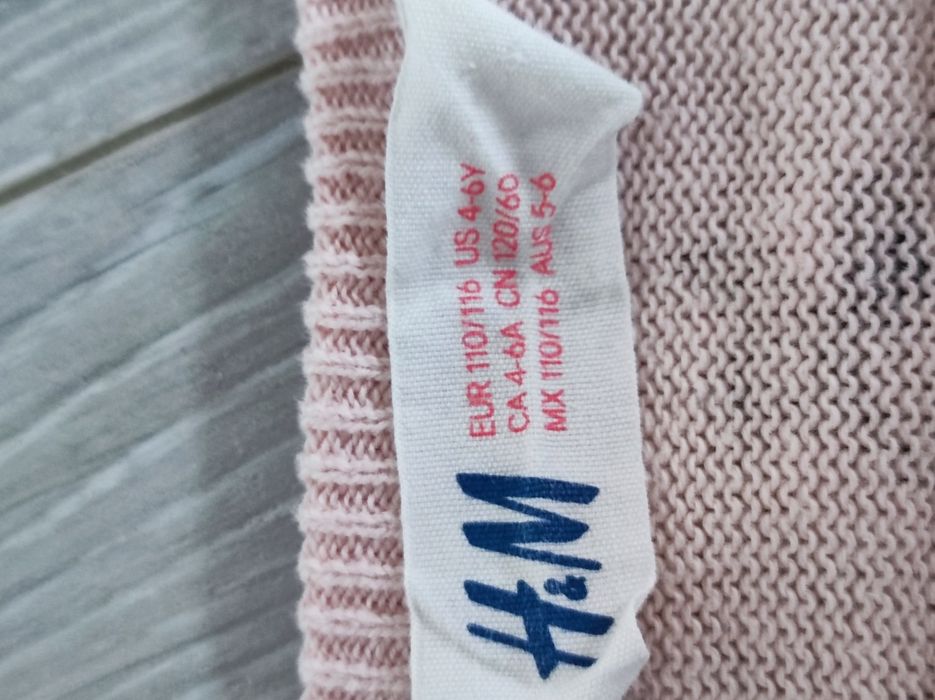 H&M
EUR 110/116 US 4-6Y
CA 4-6A CN 120/60
MX 110/116 AUS 5-6